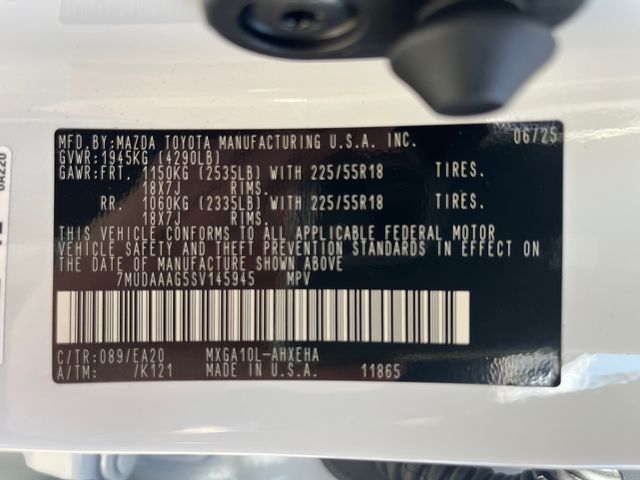 MFD.BY:MAZDA TOYOTA MANUFACTURING U.S.A. INC. 06/25
GVWR:1945KG (4290LB)
GAWR:FRT. 1150KG (2535LB) WITH 225/55R18 TIRES.
18X7J RIMS.
RR. 1060KG (2335LB) WITH 225/55R18 TIRES.
18X7J RIMS.
THIS VEHICLE CONFORMS TO ALL APPLICABLE FEDERAL MOTOR
VEHICLE SAFETY AND THEFT PREVENTION STANDARDS IN EFFECT ON
THE DATE OF MANUFACTURE SHOWN ABOVE
7MUDAAAG5SV145945 MPV
C/TR:089/EA20 MXGA10L-AHXEHA
A/TM: /K121 MADE IN U.S.A. 11865